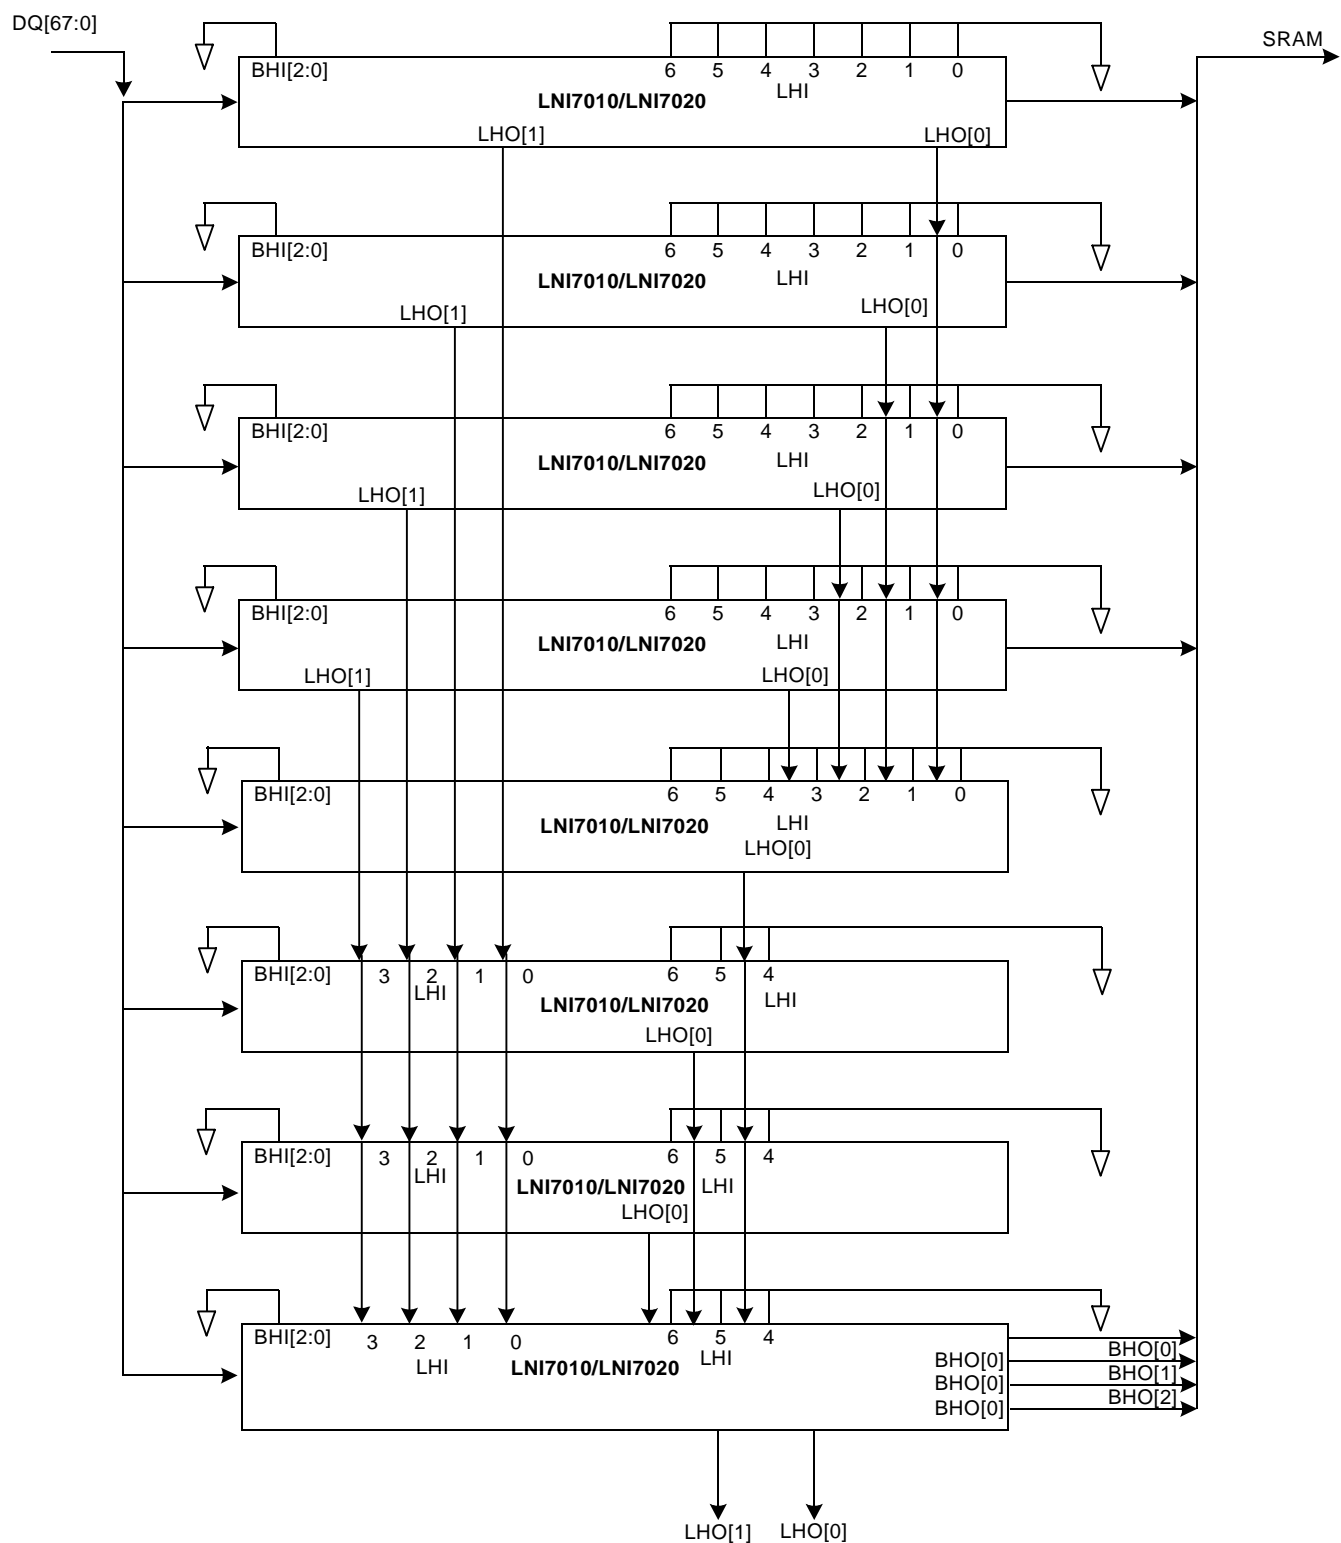 DQ[67:0]
SRAM
BHI[2:0] 6 5 4 3 2 1 0
LHI
LNI7010/LNI7020
LHO[1] LHO[0]
BHI[2:0] 6 5 4 3 2 1 0
LNI7010/LNI7020 LHI
LHO[1] LHO[0]
BHI[2:0] 6 5 4 3 2 1 0
LNI7010/LNI7020 LHI
LHO[1] LHO[0]
BHI[2:0] 6 5 4 3 2 1 0
LNI7010/LNI7020 LHI
LHO[1] LHO[0]
BHI[2:0] 6 5 4 3 2 1 0
LNI7010/LNI7020 LHI
LHO[0]
BHI[2:0] 3 2 1 0 6 5 4
LHI LNI7010/LNI7020 LHI
LHO[0]
BHI[2:0] 3 2 1 0 6 5 4
LHI LNI7010/LNI7020 LHI
LHO[0]
BHI[2:0] 3 2 1 0 6 5 4
LHI LNI7010/LNI7020 LHI
BHO[0] BHO[0]
BHO[0] BHO[1]
BHO[0] BHO[2]
LHO[1] LHO[0]